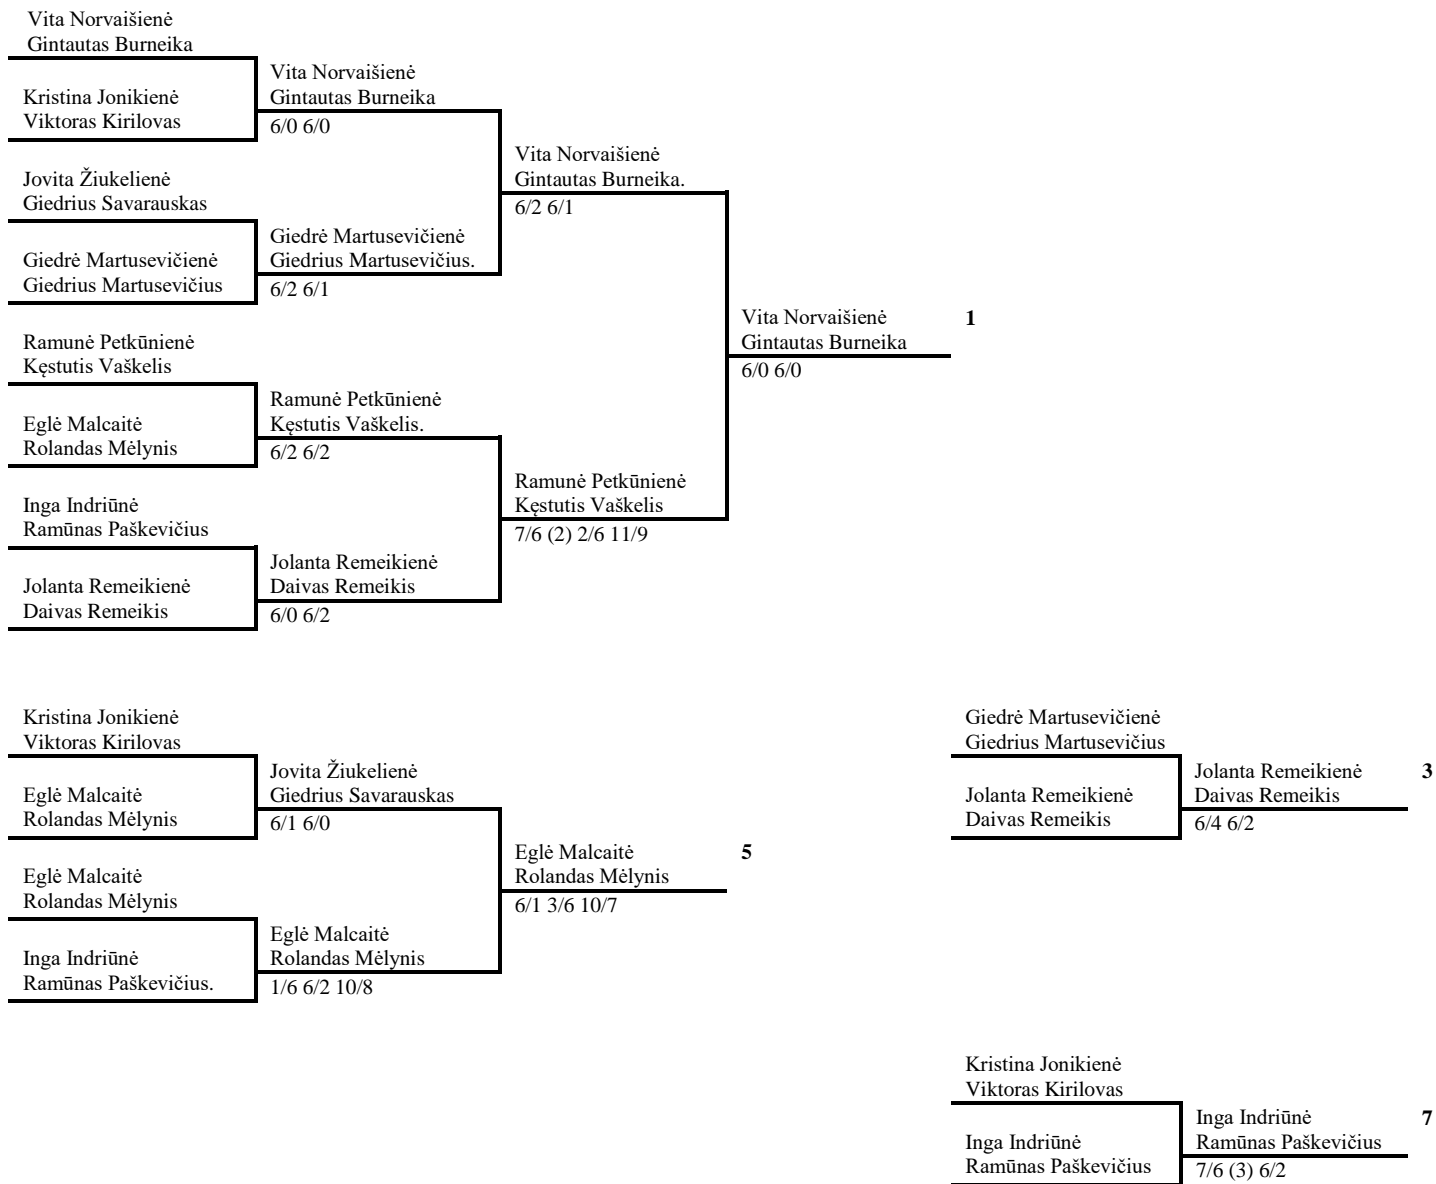 Vita Norvaišienė
Gintautas Burneika
Vita Norvaišienė
Gintautas Burneika
6/0 6/0
Kristina Jonikienė
Viktoras Kirilovas
Vita Norvaišienė
Gintautas Burneika.
6/2 6/1
Jovita Žiukelienė
Giedrius Savarauskas
Giedrė Martusevičienė
Giedrius Martusevičius.
6/2 6/1
Giedrė Martusevičienė
Giedrius Martusevičius
Vita Norvaišienė
Gintautas Burneika
6/0 6/0
1
Ramunė Petkūnienė
Kęstutis Vaškelis
Ramunė Petkūnienė
Kęstutis Vaškelis.
6/2 6/2
Eglė Malcaitė
Rolandas Mėlynis
Ramunė Petkūnienė
Kęstutis Vaškelis
7/6 (2) 2/6 11/9
Inga Indriūnė
Ramūnas Paškevičius
Jolanta Remeikienė
Daivas Remeikis
6/0 6/2
Jolanta Remeikienė
Daivas Remeikis
Kristina Jonikienė
Viktoras Kirilovas
Jovita Žiukelienė
Giedrius Savarauskas
6/1 6/0
Eglė Malcaitė
Rolandas Mėlynis
Eglė Malcaitė
Rolandas Mėlynis
6/1 3/6 10/7
5
Eglė Malcaitė
Rolandas Mėlynis
Eglė Malcaitė
Rolandas Mėlynis
1/6 6/2 10/8
Inga Indriūnė
Ramūnas Paškevičius.
Giedrė Martusevičienė
Giedrius Martusevičius
Jolanta Remeikienė
Daivas Remeikis
6/4 6/2
3
Jolanta Remeikienė
Daivas Remeikis
Kristina Jonikienė
Viktoras Kirilovas
Inga Indriūnė
Ramūnas Paškevičius
7/6 (3) 6/2
7
Inga Indriūnė
Ramūnas Paškevičius